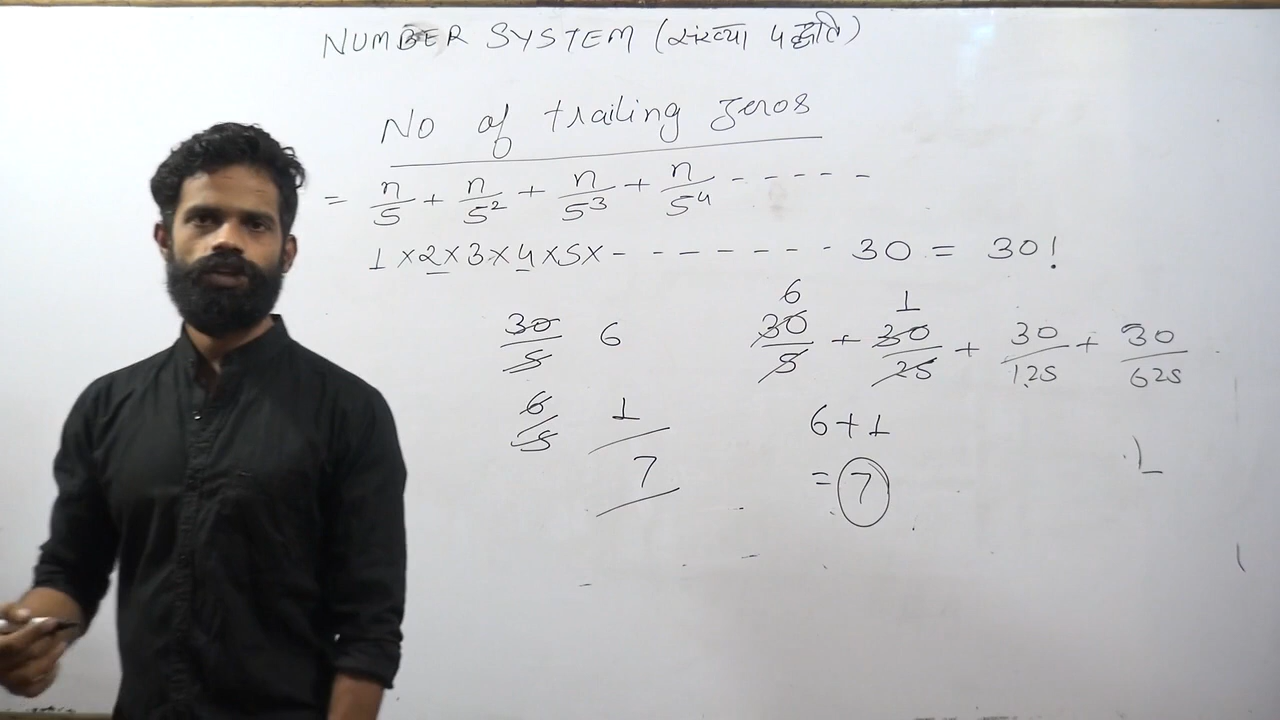 NUMBER SYSTEM (संख्या पद्धति)
No of trailing zeros
= n/5 + n/5² + n/5³ + n/5⁴ - - - - -
1×2×3×4×5×- - - - - - - - 30 = 30!
30/5 6
6/5 1
7
6 1
30/5 + 30/25 + 30/125 + 30/625
6+1
= 7